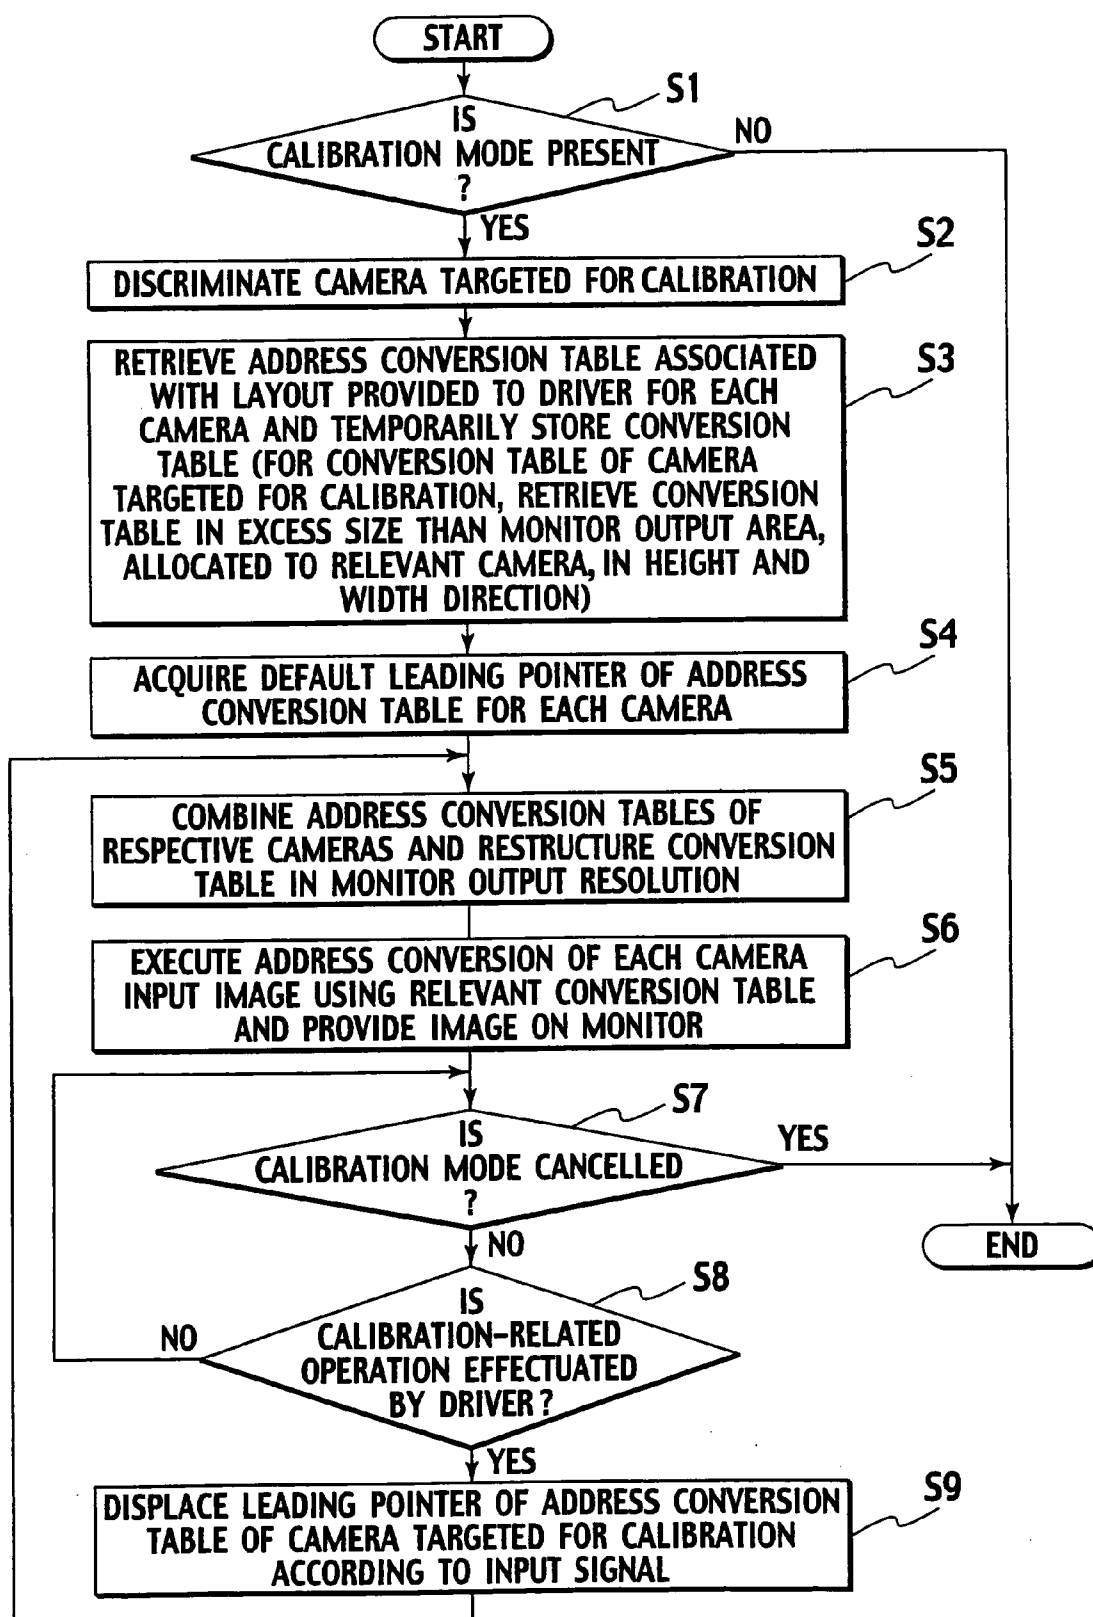 START
S1
IS
CALIBRATION MODE PRESENT
?
NO
YES
S2
DISCRIMINATE CAMERA TARGETED FOR CALIBRATION
S3
RETRIEVE ADDRESS CONVERSION TABLE ASSOCIATED
WITH LAYOUT PROVIDED TO DRIVER FOR EACH
CAMERA AND TEMPORARILY STORE CONVERSION
TABLE (FOR CONVERSION TABLE OF CAMERA
TARGETED FOR CALIBRATION, RETRIEVE CONVERSION
TABLE IN EXCESS SIZE THAN MONITOR OUTPUT AREA,
ALLOCATED TO RELEVANT CAMERA, IN HEIGHT AND
WIDTH DIRECTION)
S4
ACQUIRE DEFAULT LEADING POINTER OF ADDRESS
CONVERSION TABLE FOR EACH CAMERA
S5
COMBINE ADDRESS CONVERSION TABLES OF
RESPECTIVE CAMERAS AND RESTRUCTURE CONVERSION
TABLE IN MONITOR OUTPUT RESOLUTION
S6
EXECUTE ADDRESS CONVERSION OF EACH CAMERA
INPUT IMAGE USING RELEVANT CONVERSION TABLE
AND PROVIDE IMAGE ON MONITOR
S7
IS
CALIBRATION MODE CANCELLED
?
YES
NO
END
S8
IS
CALIBRATION-RELATED
OPERATION EFFECTUATED
BY DRIVER?
NO
YES
S9
DISPLACE LEADING POINTER OF ADDRESS CONVERSION
TABLE OF CAMERA TARGETED FOR CALIBRATION
ACCORDING TO INPUT SIGNAL